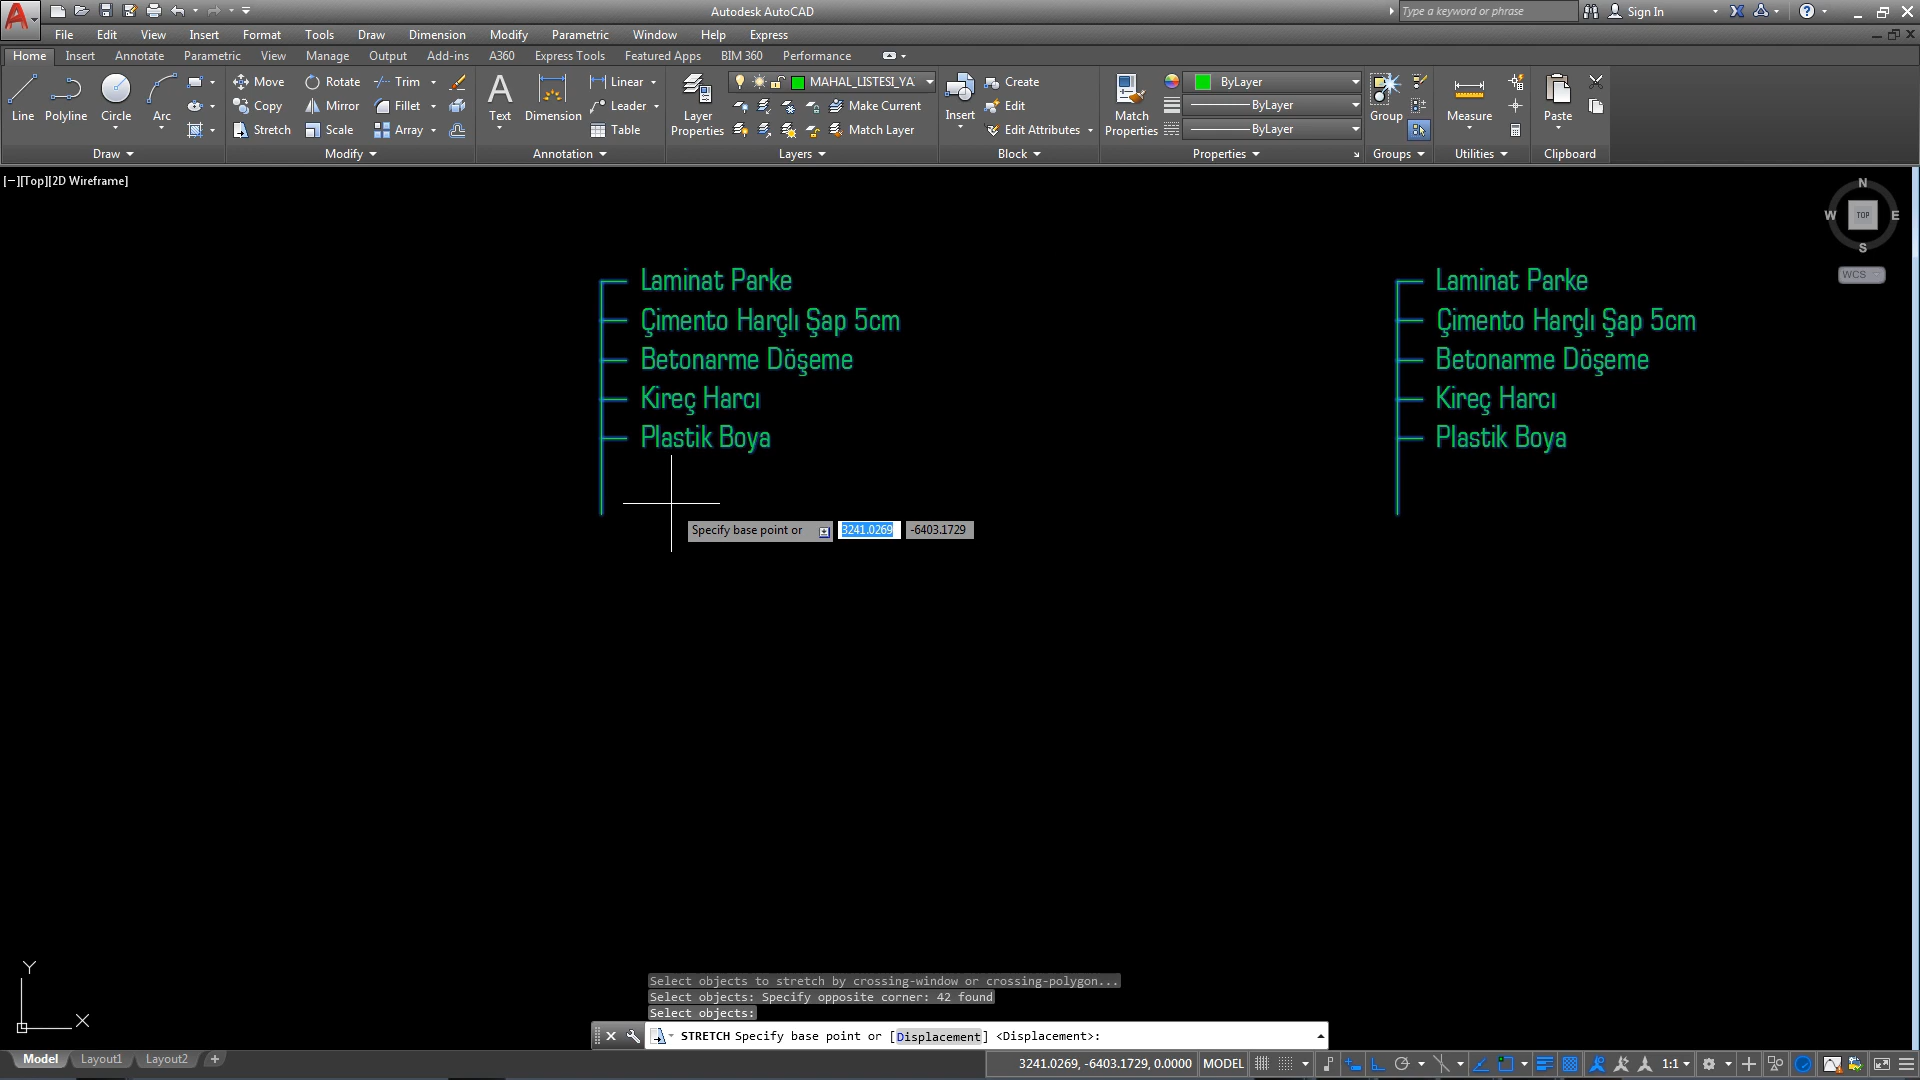 Autodesk AutoCAD
Type a keyword or phrase
Sign In
File Edit View Insert Format Tools Draw Dimension Modify Parametric Window Help Express
Home Insert Annotate Parametric View Manage Output Add-ins A360 Express Tools Featured Apps BIM 360 Performance
Line Polyline Circle Arc
Draw
Move Rotate Trim
Copy Mirror Fillet
Stretch Scale Array
Modify
Text Dimension
Linear
Leader
Table
Annotation
Layer Properties
MAHAL_LISTESI_YA
Make Current
Match Layer
Layers
Insert
Create
Edit
Edit Attributes
Block
Match Properties
ByLayer
ByLayer
ByLayer
Properties
Group
Groups
Measure
Utilities
Paste
Clipboard
[−][Top][2D Wireframe]
N
W TOP E
S
WCS
Laminat Parke
Çimento Harçlı Şap 5cm
Betonarme Döşeme
Kireç Harcı
Plastik Boya
Laminat Parke
Çimento Harçlı Şap 5cm
Betonarme Döşeme
Kireç Harcı
Plastik Boya
Specify base point or 3241.0269 -6403.1729
Y
X
Select objects to stretch by crossing-window or crossing-polygon...
Select objects: Specify opposite corner: 42 found
Select objects:
STRETCH Specify base point or [Displacement] <Displacement>:
Model Layout1 Layout2 +
3241.0269, -6403.1729, 0.0000 MODEL 1:1